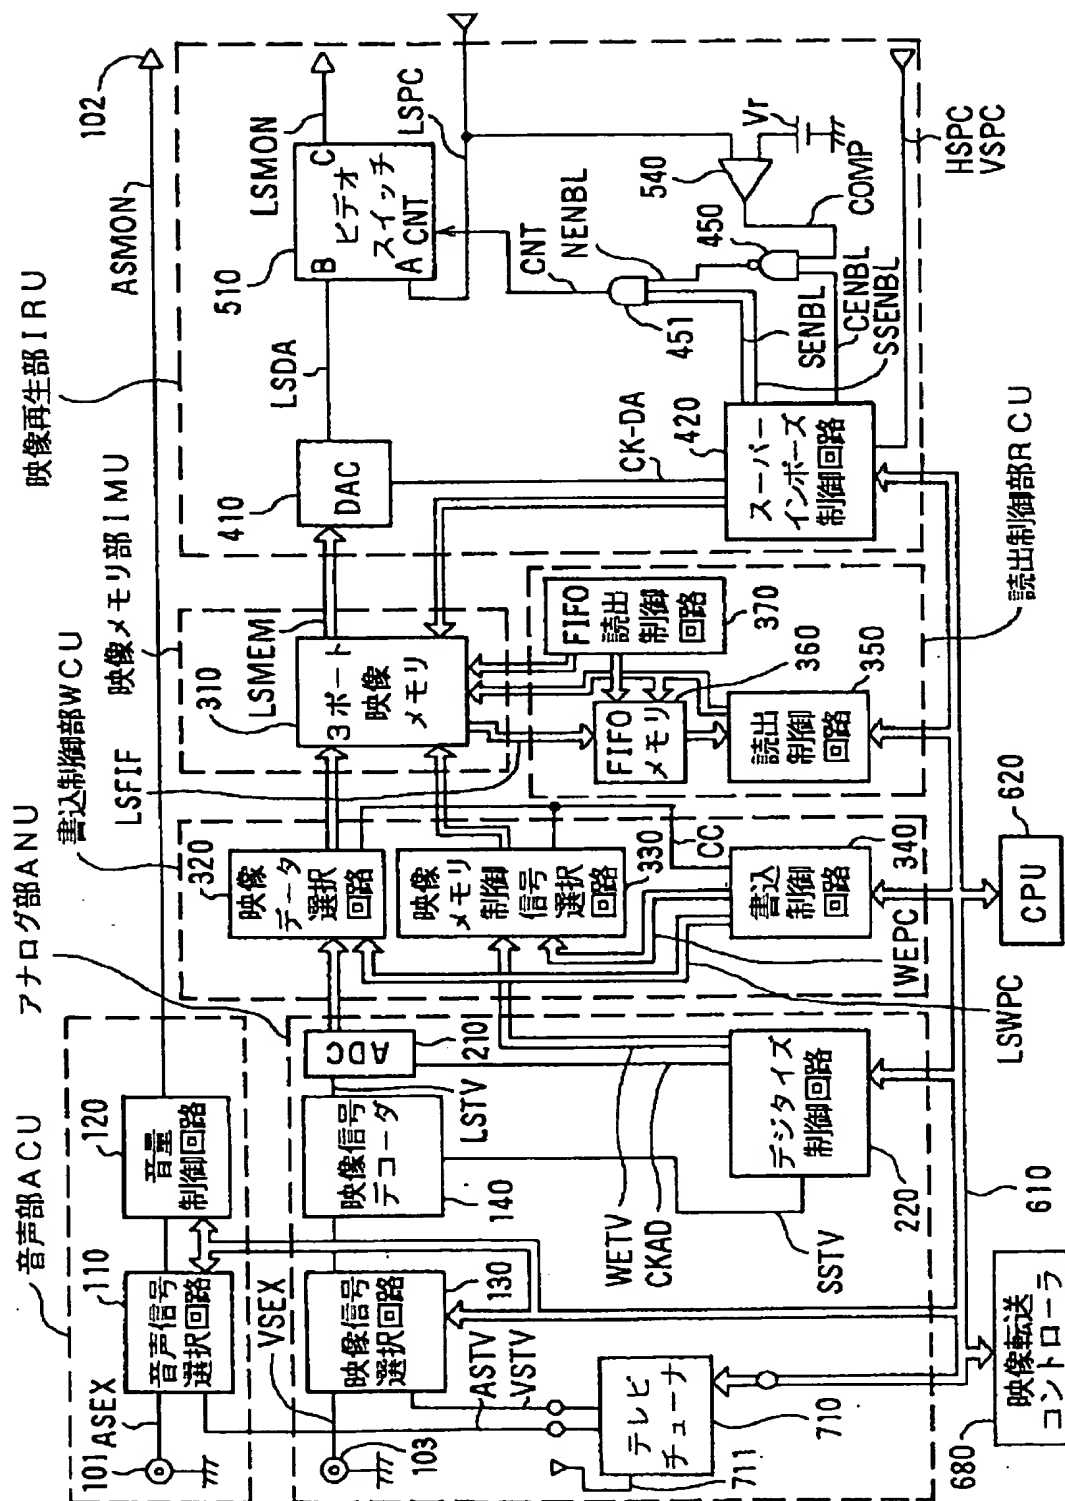 音声部ACU
アナログ部ANU
書込制御部WCU
映像メモリ部IMU
映像再生部IRU
読出制御部RCU
101
ASEX
110
音声信号
選択回路
120
音量
制御回路
ASMON
102
VSEX
103
130
映像信号
選択回路
140
映像信号
デコーダ
LSTV
ADC
210
ASTV
VSTV
テレビ
チューナ
710
711
WETV
CKAD
SSTV
デジタイズ
制御回路
220
320
映像
データ
選択
回路
映像
メモリ
制御
信号
選択
回路
330
CC
書込
制御
回路
340
WEPC
LSWPC
LSFIF
310
3ポート
映像
メモリ
LSMEM
FIFO
読出
制御
回路
370
FIFO
メモリ
360
読出
制御
回路
350
410
DAC
LSDA
CK-DA
420
スーパー
インポーズ
制御回路
510
B
C
ビデオ
スイッチ
A
CNT
LSMON
LSPC
CNT
NENBL
451
450
SENBL
CENBL
SSENBL
540
Vr
COMP
HSPC
VSPC
610
CPU
620
680
映像転送
コントローラ